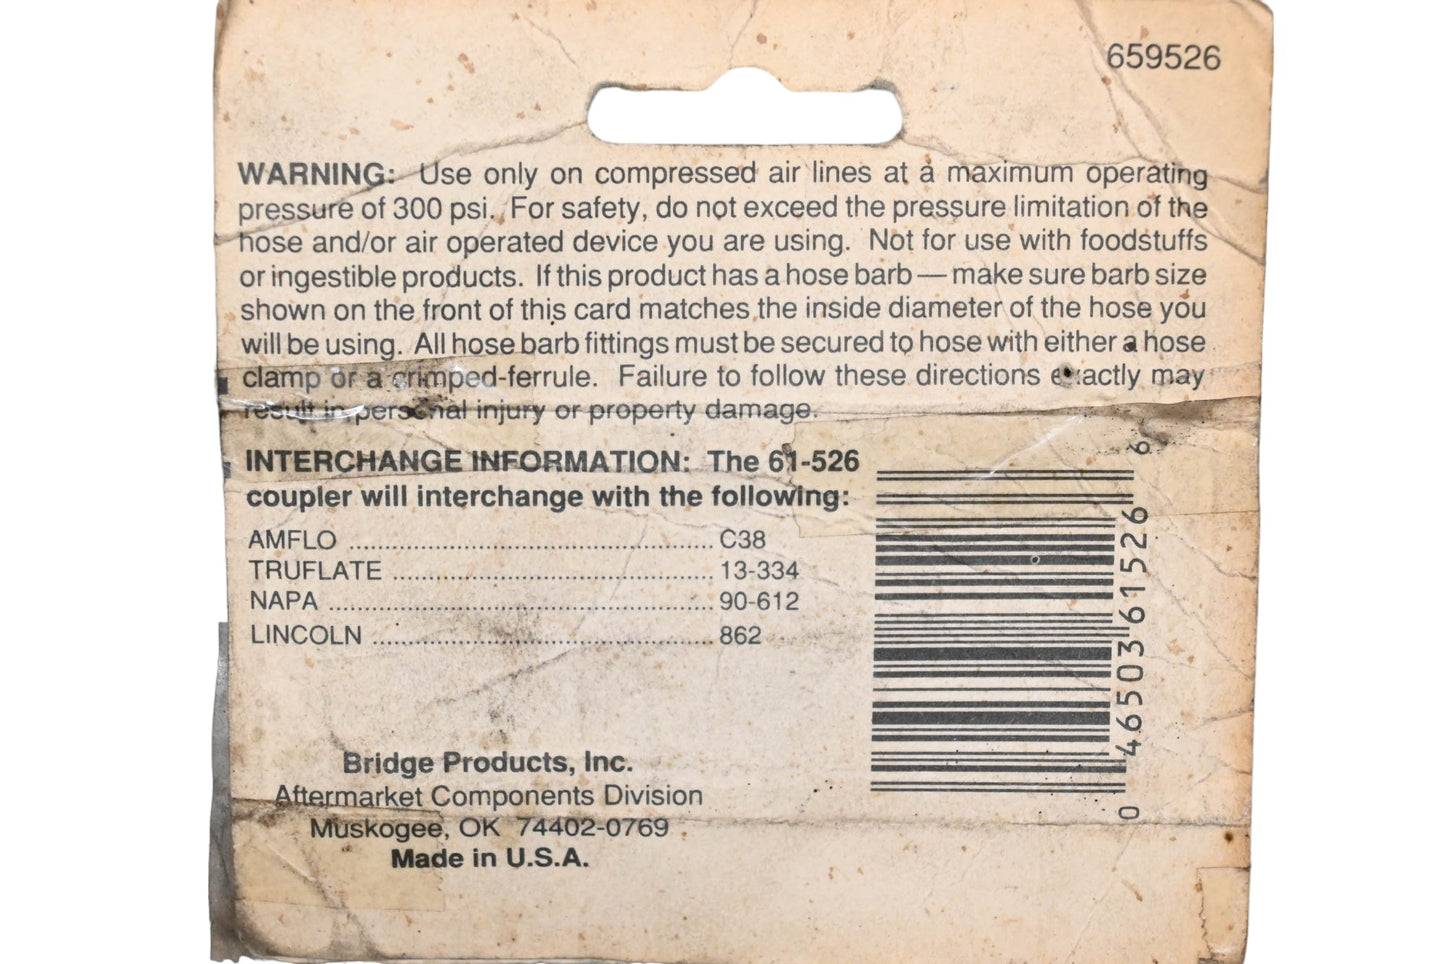 659526
WARNING: Use only on compressed air lines at a maximum operating
pressure of 300 psi. For safety, do not exceed the pressure limitation of the
hose and/or air operated device you are using. Not for use with foodstuffs
or ingestible products. If this product has a hose barb — make sure barb size
shown on the front of this card matches the inside diameter of the hose you
will be using. All hose barb fittings must be secured to hose with either a hose
clamp or a crimped-ferrule. Failure to follow these directions exactly may
result in personal injury or property damage.
INTERCHANGE INFORMATION: The 61-526
coupler will interchange with the following:
AMFLO ........................................................ C38
TRUFLATE ................................................. 13-334
NAPA ........................................................... 90-612
LINCOLN .................................................... 862
Bridge Products, Inc.
Aftermarket Components Division
Muskogee, OK 74402-0769
Made in U.S.A.
0 46503 61526 6